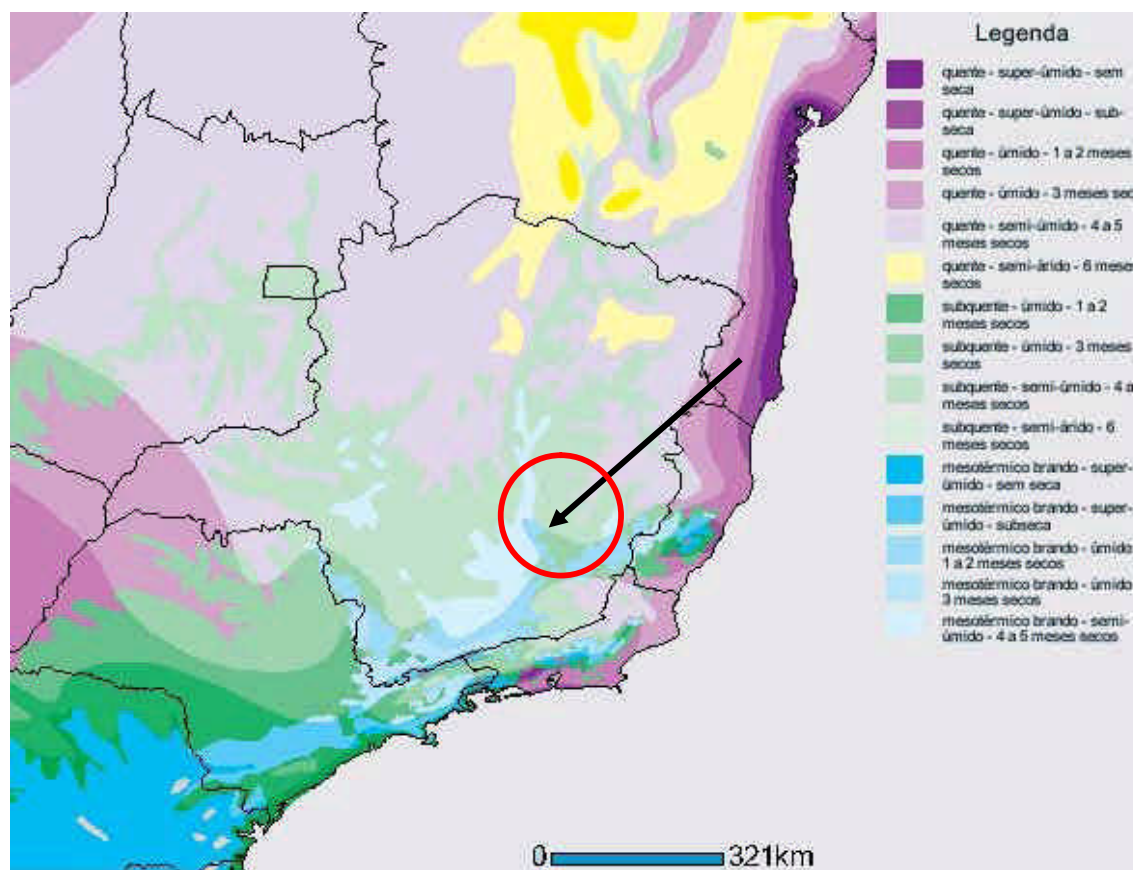 Legenda
quente - super-úmido - sem
seca
quente - super-úmido - sub-
seca
quente - úmido - 1 a 2 meses
secos
quente - úmido - 3 meses sec
quente - semi-úmido - 4 a 5
meses secos
quente - semi-árido - 6 meses
secos
subquente - úmido - 1 a 2
meses secos
subquente - úmido - 3 meses
secos
subquente - semi-úmido - 4 a
meses secos
subquente - semi-árido - 6
meses secos
mesotérmico brando - super-
úmido - sem seca
mesotérmico brando - super-
úmido - subseca
mesotérmico brando - úmido
1 a 2 meses secos
mesotérmico brando - úmido
3 meses secos
mesotérmico brando - semi-
úmido - 4 a 5 meses secos
0 321km